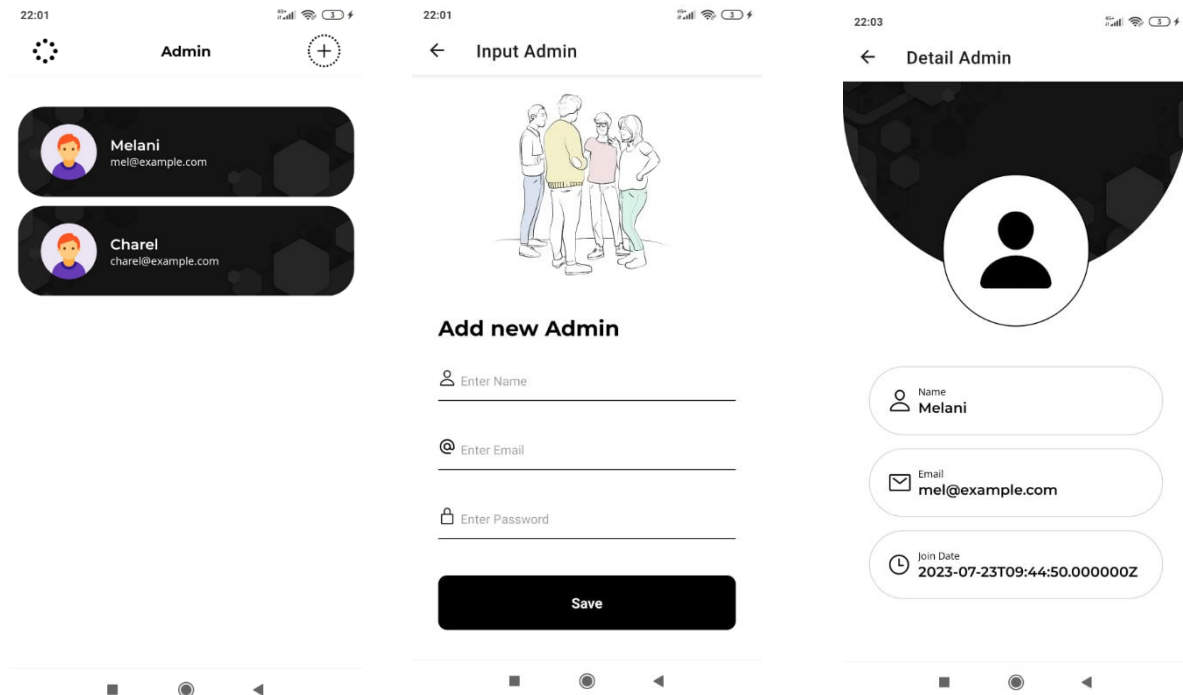 22:01
Admin
Melani
mel@example.com
Charel
charel@example.com
22:01
Input Admin
Add new Admin
Enter Name
Enter Email
Enter Password
Save
22:03
Detail Admin
Name
Melani
Email
mel@example.com
Join Date
2023-07-23T09:44:50.000000Z